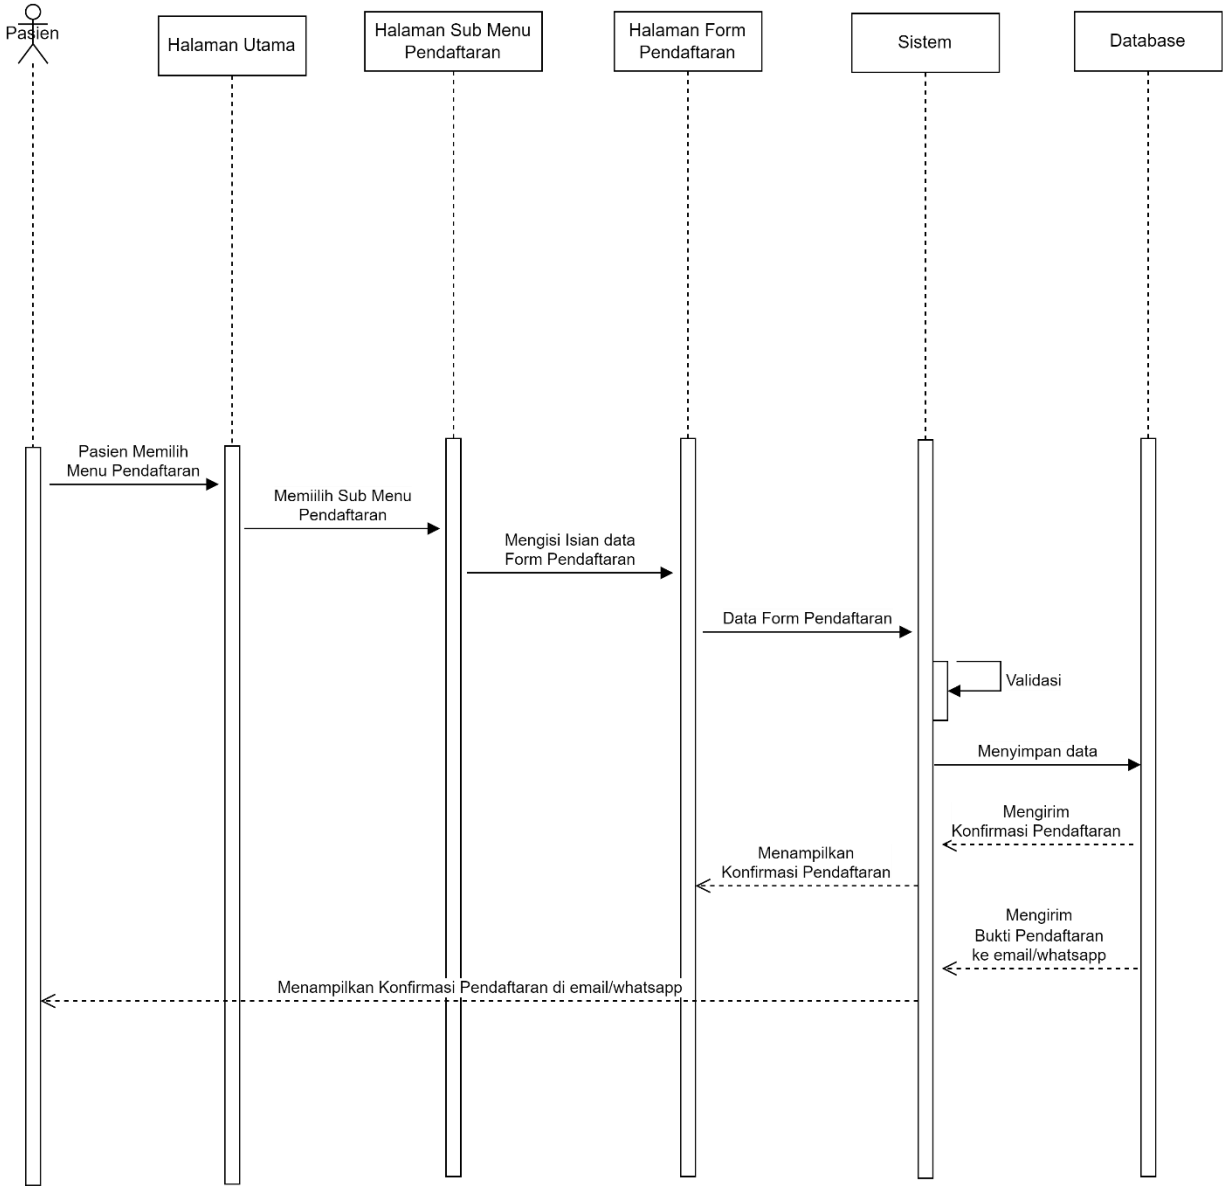 Pasien
Halaman Utama
Halaman Sub Menu
Pendaftaran
Halaman Form
Pendaftaran
Sistem
Database
Pasien Memilih
Menu Pendaftaran
Memiilih Sub Menu
Pendaftaran
Mengisi Isian data
Form Pendaftaran
Data Form Pendaftaran
Validasi
Menyimpan data
Mengirim
Konfirmasi Pendaftaran
Menampilkan
Konfirmasi Pendaftaran
Mengirim
Bukti Pendaftaran
ke email/whatsapp
Menampilkan Konfirmasi Pendaftaran di email/whatsapp